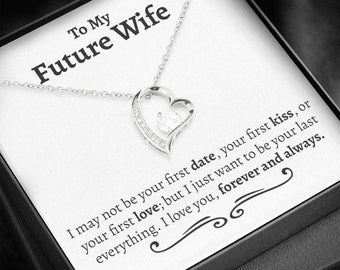 To My
Future Wife
I may not be your first date, your first kiss, or
your first love; but I just want to be your last
everything. I love you, forever and always.